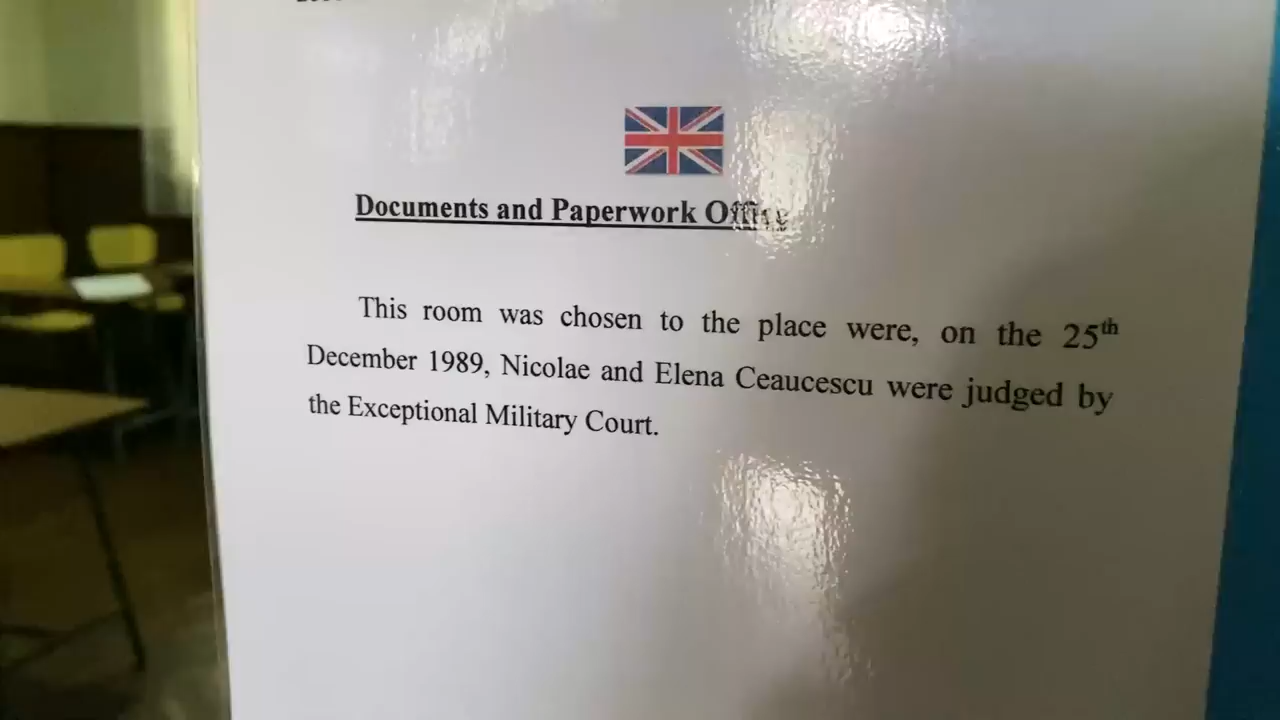 Documents and Paperwork Office
This room was chosen to the place were, on the 25th
December 1989, Nicolae and Elena Ceaucescu were judged by
the Exceptional Military Court.